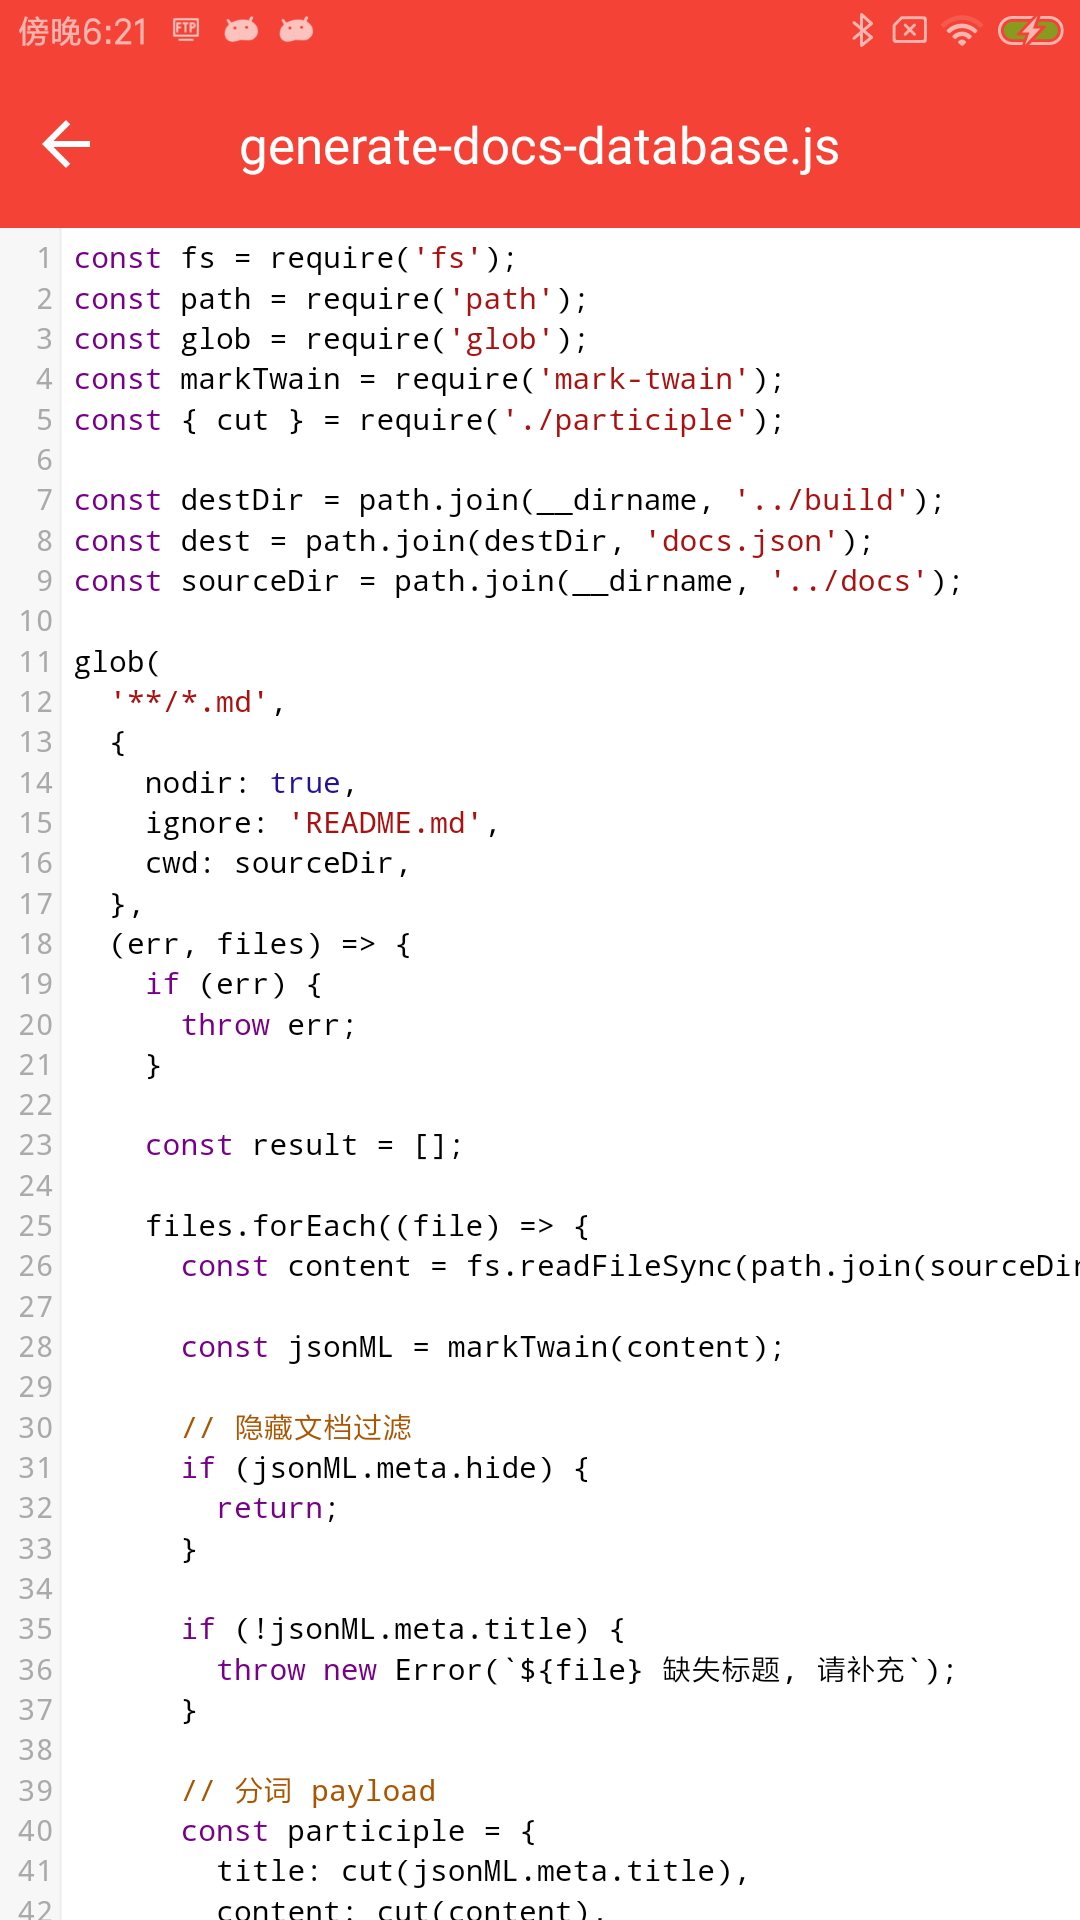 傍晚6:21 FTP
generate-docs-database.js
1 const fs = require('fs');
2 const path = require('path');
3 const glob = require('glob');
4 const markTwain = require('mark-twain');
5 const { cut } = require('./participle');
6
7 const destDir = path.join(__dirname, '../build');
8 const dest = path.join(destDir, 'docs.json');
9 const sourceDir = path.join(__dirname, '../docs');
10
11 glob(
12   '**/*.md',
13   {
14     nodir: true,
15     ignore: 'README.md',
16     cwd: sourceDir,
17   },
18   (err, files) => {
19     if (err) {
20       throw err;
21     }
22
23     const result = [];
24
25     files.forEach((file) => {
26       const content = fs.readFileSync(path.join(sourceDir
27
28       const jsonML = markTwain(content);
29
30       // 隐藏文档过滤
31       if (jsonML.meta.hide) {
32         return;
33       }
34
35       if (!jsonML.meta.title) {
36         throw new Error(`${file} 缺失标题, 请补充`);
37       }
38
39       // 分词 payload
40       const participle = {
41         title: cut(jsonML.meta.title),
42         content: cut(content),